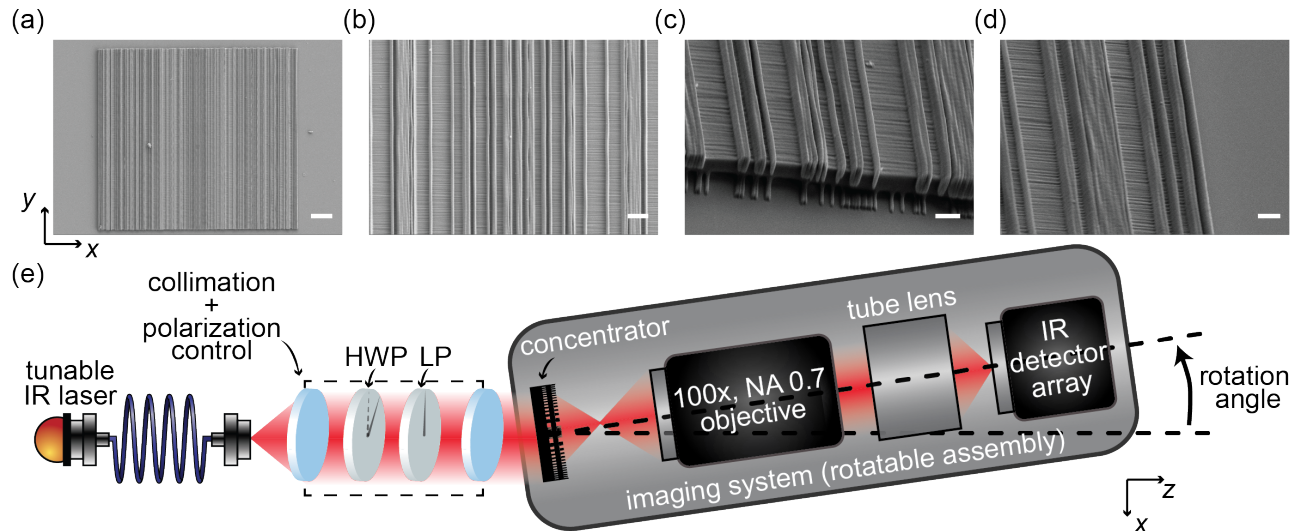 (a)
(b)
(c)
(d)
y
x
(e)
collimation
+
polarization
control
tunable
IR laser
HWP
LP
concentrator
100x, NA 0.7
objective
tube lens
IR
detector
array
rotation
angle
imaging system (rotatable assembly)
z
x